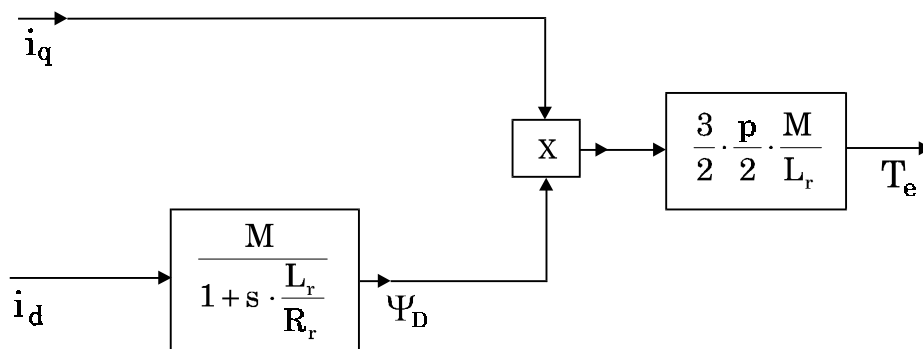 i_q
x
3/2 · p/2 · M/L_r
T_e
i_d
M/(1 + s · L_r/R_r)
Ψ_D